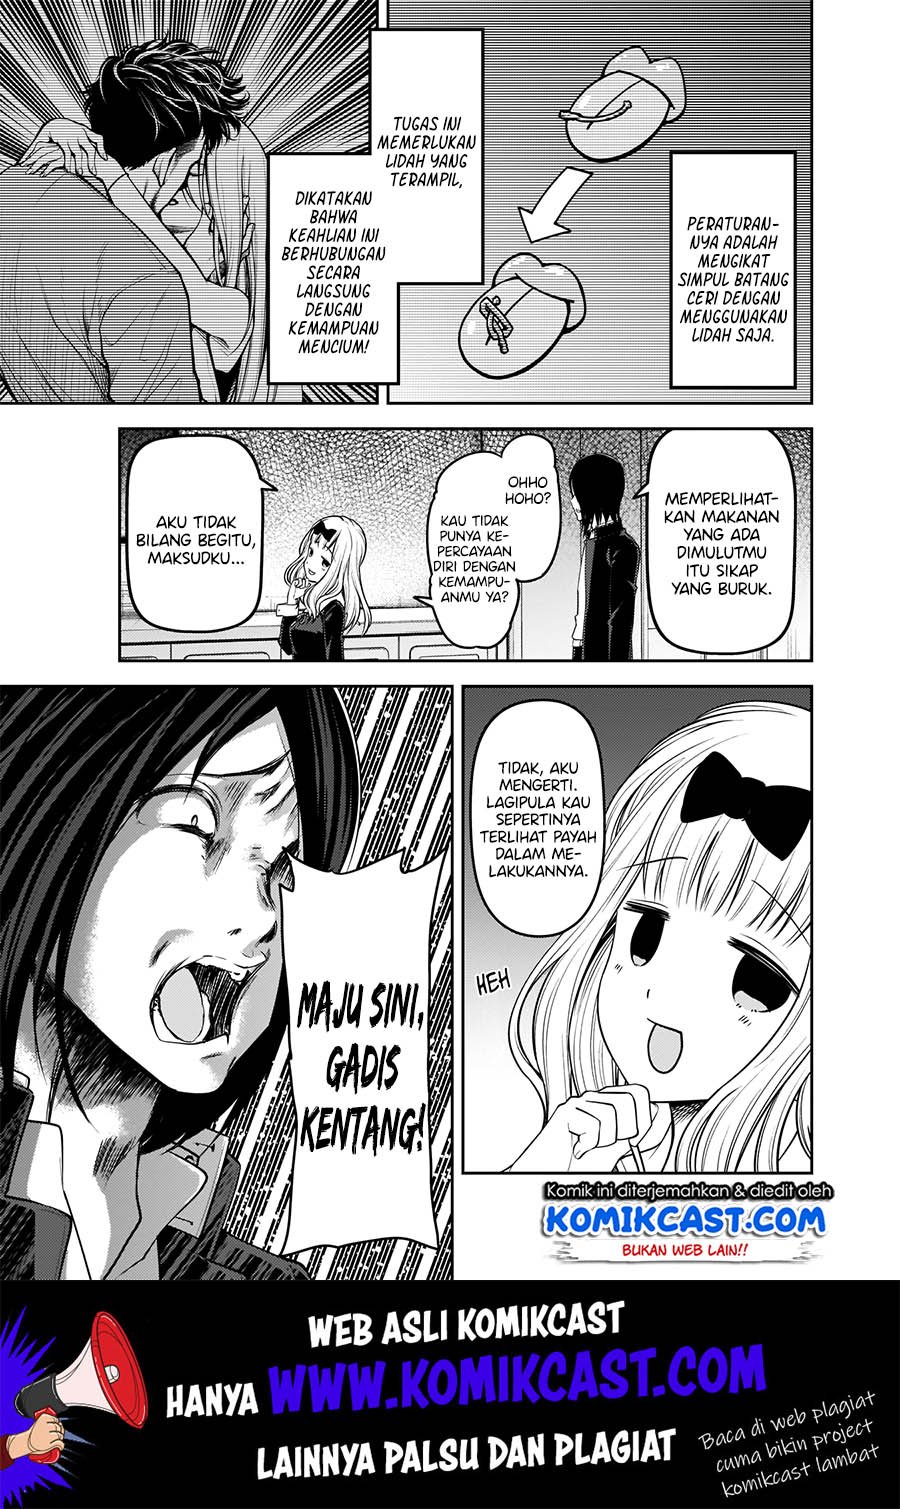 PERATURAN-
NYA ADALAH
MENGIKAT
SIMPUL BATANG
CERI DENGAN
MENGGUNAKAN
LIDAH SAJA.
TUGAS INI
MEMERLUKAN
LIDAH YANG
TERAMPIL,
DIKATAKAN
BAHWA
KEAHLIAN INI
BERHUBUNGAN
SECARA
LANGSUNG
DENGAN
KEMAMPUAN
MENCIUM!
MEMPERLIHAT-
KAN MAKANAN
YANG ADA
DIMULUTMU
ITU SIKAP
YANG BURUK.
OHHO
HOHO?
KAU TIDAK
PUNYA KE-
PERCAYAAN
DIRI DENGAN
KEMAMPU-
ANMU YA?
AKU TIDAK
BILANG BEGITU,
MAKSUDKU...
TIDAK, AKU
MENGERTI.
LAGIPULA KAU
SEPERTINYA
TERLIHAT PAYAH
DALAM ME-
LAKUKANNYA.
HEH
MAJU SINI,
GADIS
KENTANG!
Komik ini diterjemahkan & diedit oleh
KOMIKCAST.COM
BUKAN WEB LAIN!!
WEB ASLI KOMIKCAST
HANYA WWW.KOMIKCAST.COM
LAINNYA PALSU DAN PLAGIAT
Baca di web plagiat
cuma bikin project
komikcast lambat